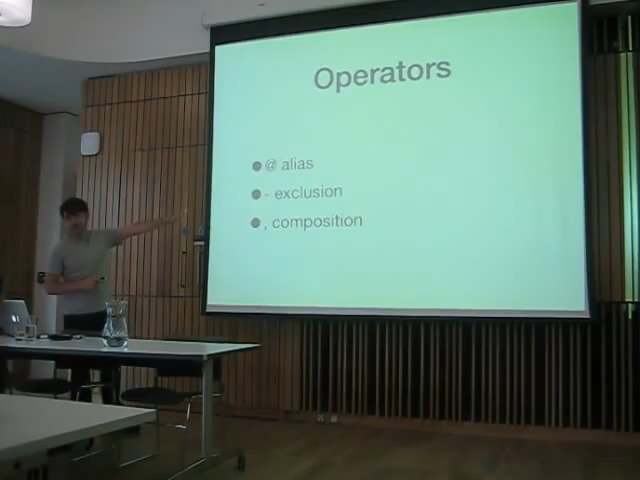 Operators
@ alias
- exclusion
, composition